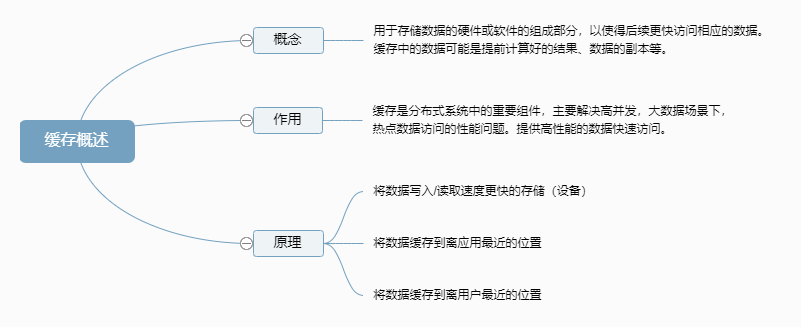 缓存概述
概念
用于存储数据的硬件或软件的组成部分，以使得后续更快访问相应的数据。
缓存中的数据可能是提前计算好的结果、数据的副本等。
作用
缓存是分布式系统中的重要组件，主要解决高并发，大数据场景下，
热点数据访问的性能问题。提供高性能的数据快速访问。
原理
将数据写入/读取速度更快的存储（设备）
将数据缓存到离应用最近的位置
将数据缓存到离用户最近的位置